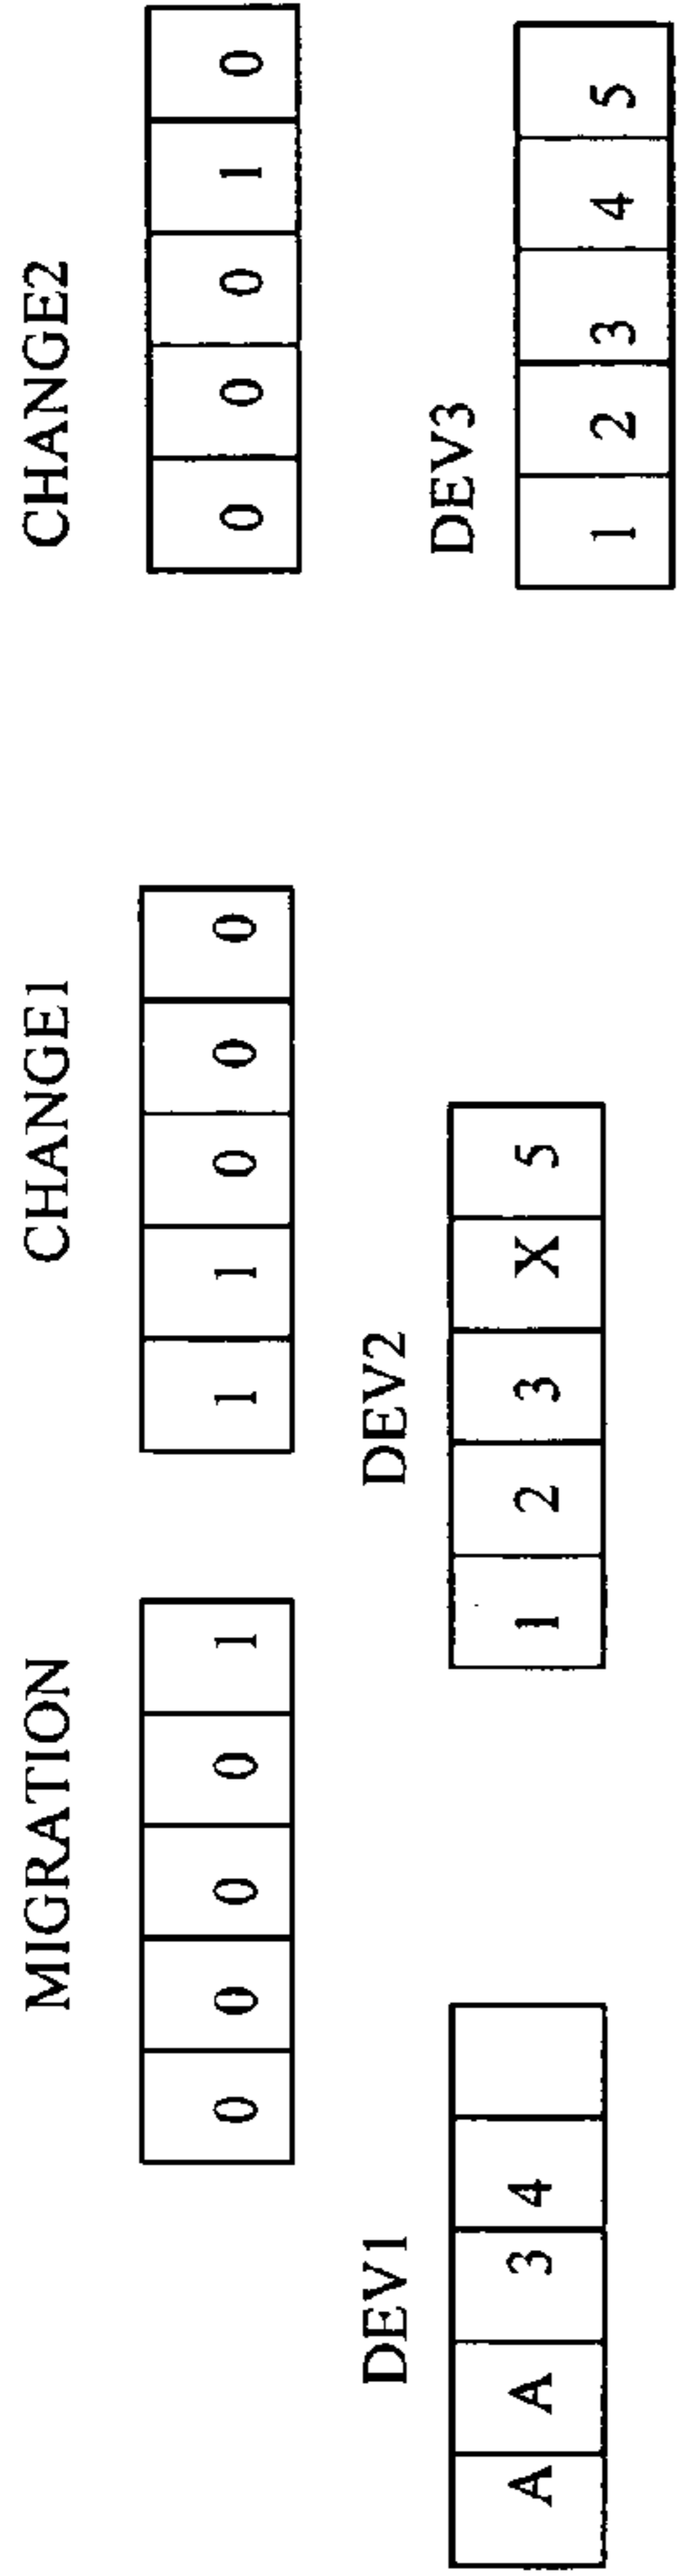 MIGRATION
0 0 0 0 1
CHANGE1
1 1 0 0 0
CHANGE2
0 0 0 1 0
DEV1
A A 3 4
DEV2
1 2 3 X 5
DEV3
1 2 3 4 5